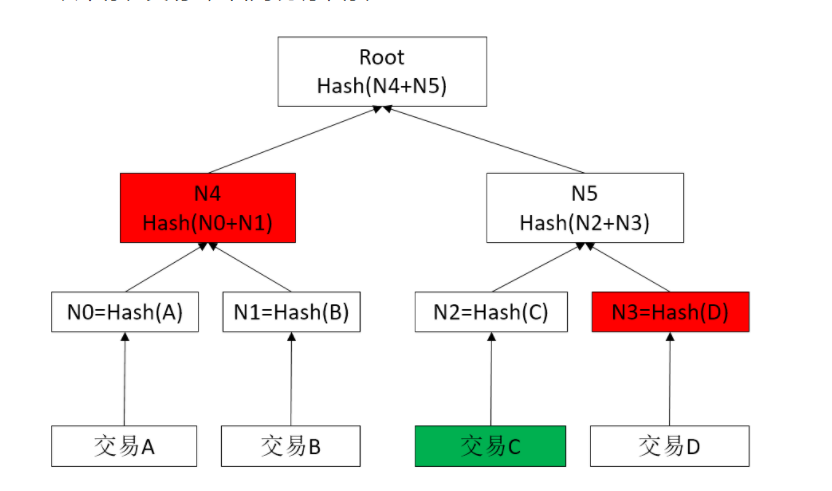 Root
Hash(N4+N5)
N4
Hash(N0+N1)
N5
Hash(N2+N3)
N0=Hash(A)
N1=Hash(B)
N2=Hash(C)
N3=Hash(D)
交易A
交易B
交易C
交易D